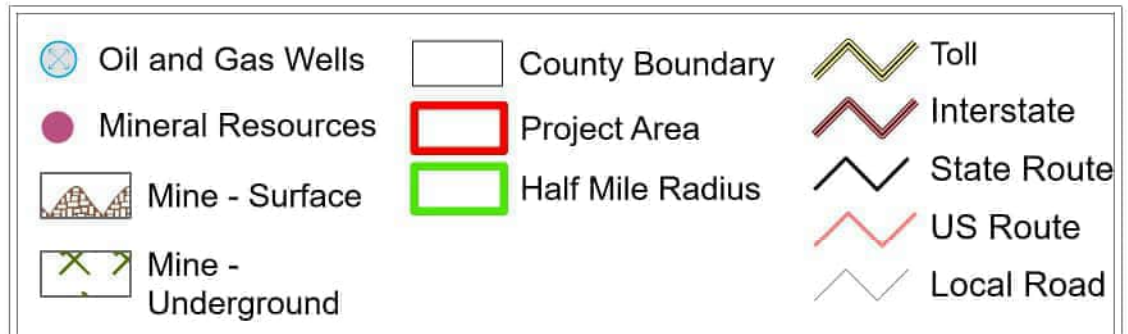 Oil and Gas Wells
Mineral Resources
Mine - Surface
Mine -
Underground
County Boundary
Project Area
Half Mile Radius
Toll
Interstate
State Route
US Route
Local Road